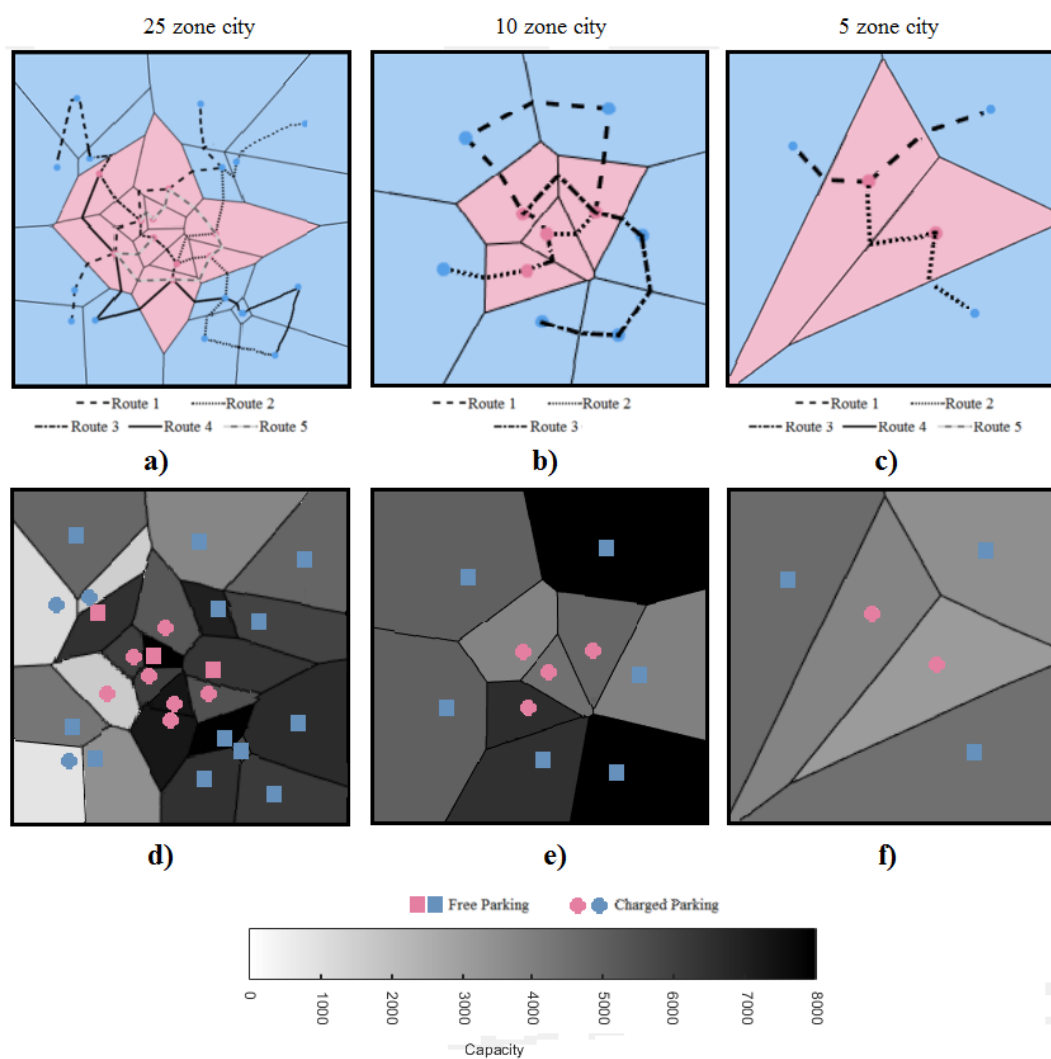 25 zone city 10 zone city 5 zone city
Route 1 Route 2 Route 1 Route 2 Route 1 Route 2
Route 3 Route 4 Route 5 Route 3 Route 3 Route 4 Route 5
a) b) c)
d) e) f)
Free Parking Charged Parking
0 1000 2000 3000 4000 5000 6000 7000 8000
Capacity